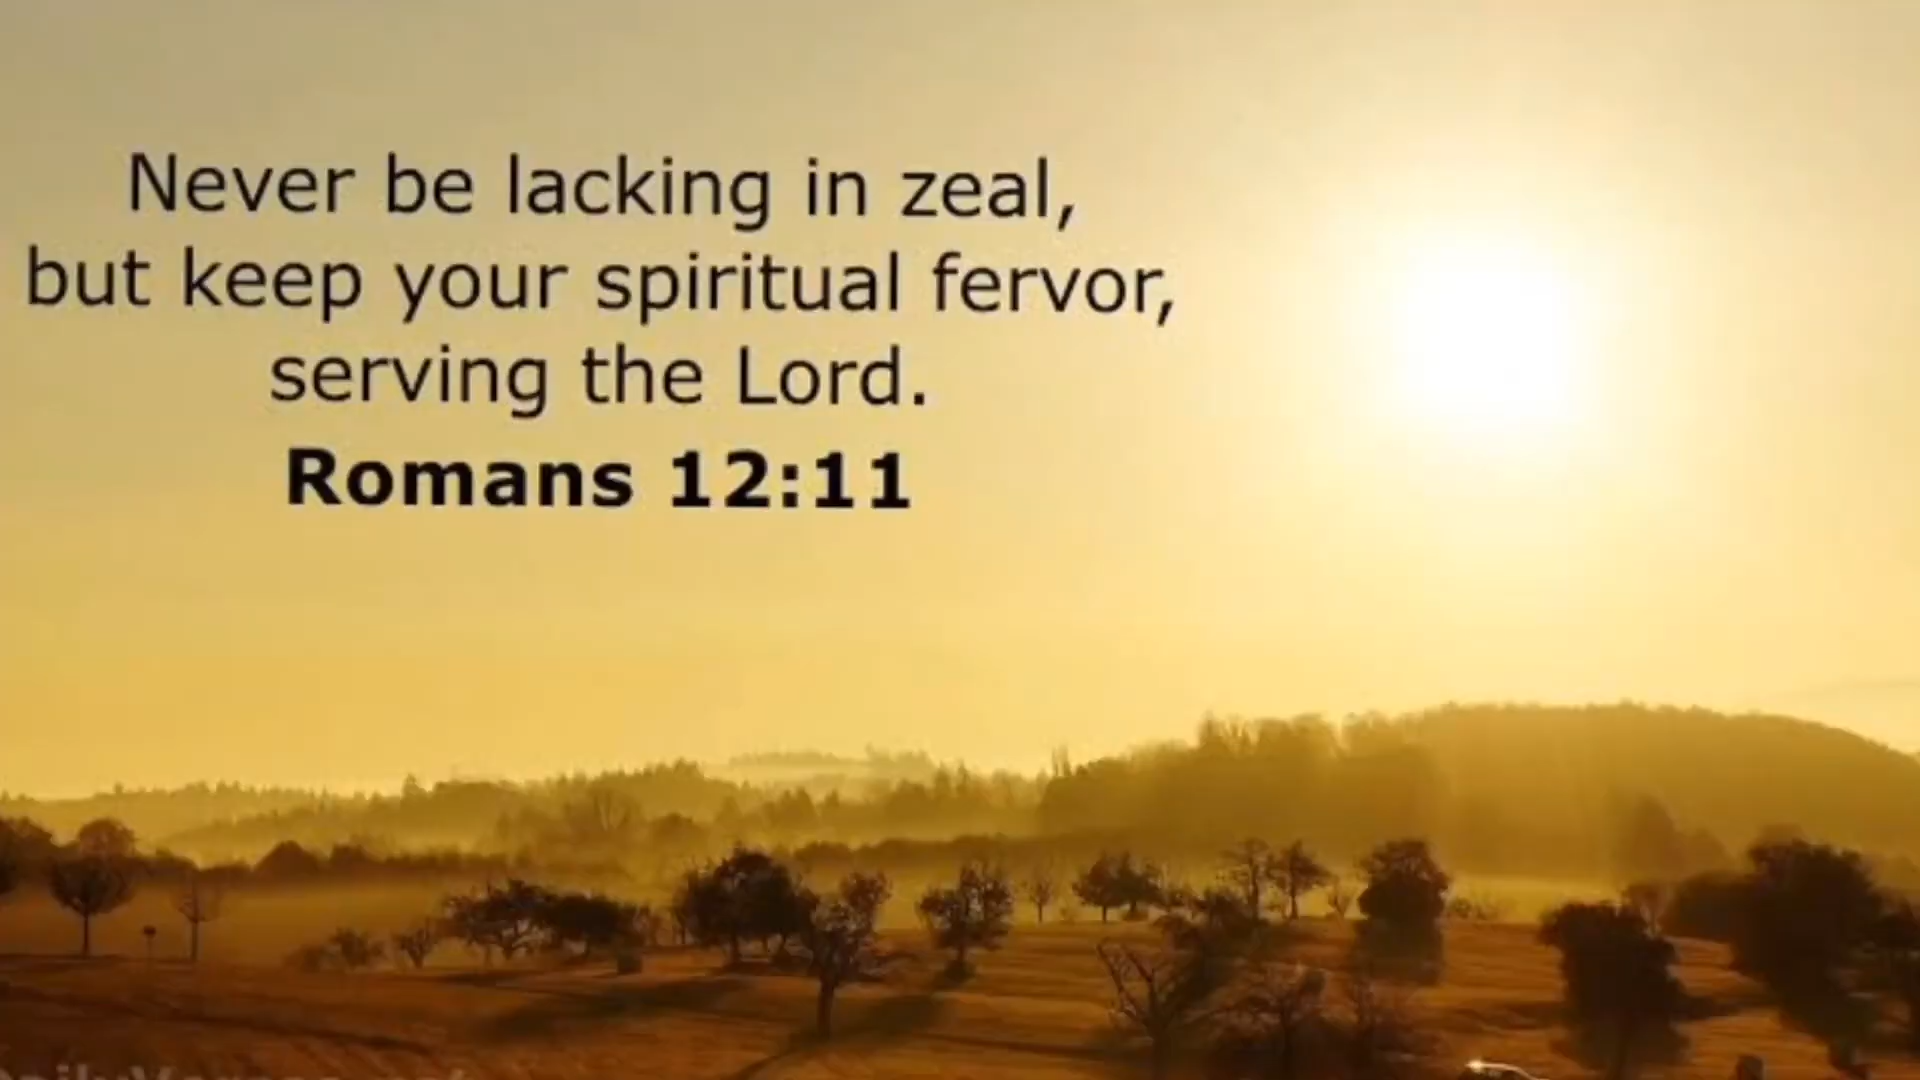 Never be lacking in zeal,
but keep your spiritual fervor,
serving the Lord.
Romans 12:11